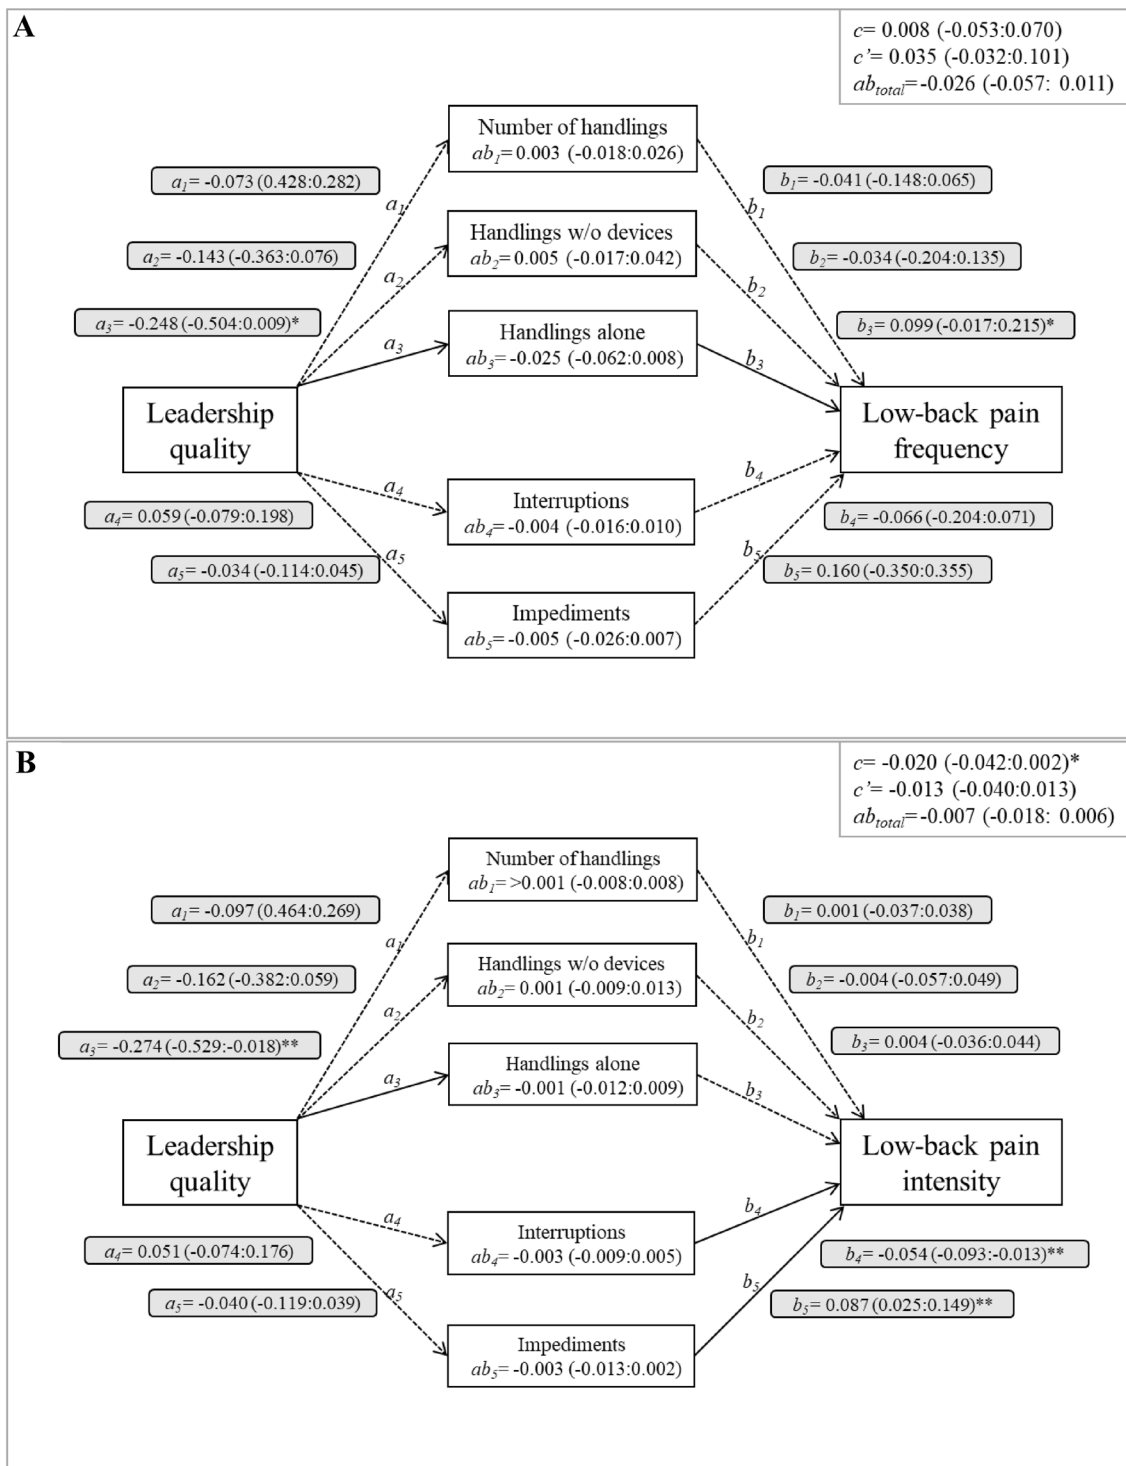 A
c= 0.008 (-0.053:0.070)
c’= 0.035 (-0.032:0.101)
abtotal=-0.026 (-0.057: 0.011)
Number of handlings
ab1= 0.003 (-0.018:0.026)
a1= -0.073 (0.428:0.282)
b1= -0.041 (-0.148:0.065)
a1
b1
Handlings w/o devices
ab2= 0.005 (-0.017:0.042)
a2= -0.143 (-0.363:0.076)
b2= -0.034 (-0.204:0.135)
a2
b2
a3= -0.248 (-0.504:0.009)*
b3= 0.099 (-0.017:0.215)*
Handlings alone
ab3= -0.025 (-0.062:0.008)
a3
b3
Leadership
quality
Low-back pain
frequency
a4
b4
Interruptions
ab4= -0.004 (-0.016:0.010)
a4= 0.059 (-0.079:0.198)
b4= -0.066 (-0.204:0.071)
a5
b5
a5= -0.034 (-0.114:0.045)
b5= 0.160 (-0.350:0.355)
Impediments
ab5= -0.005 (-0.026:0.007)
B
c= -0.020 (-0.042:0.002)*
c’= -0.013 (-0.040:0.013)
abtotal=-0.007 (-0.018: 0.006)
Number of handlings
ab1= >0.001 (-0.008:0.008)
a1= -0.097 (0.464:0.269)
b1= 0.001 (-0.037:0.038)
a1
b1
Handlings w/o devices
ab2= 0.001 (-0.009:0.013)
a2= -0.162 (-0.382:0.059)
b2= -0.004 (-0.057:0.049)
a2
b2
a3= -0.274 (-0.529:-0.018)**
b3= 0.004 (-0.036:0.044)
Handlings alone
ab3= -0.001 (-0.012:0.009)
a3
b3
Leadership
quality
Low-back pain
intensity
a4
b4
Interruptions
ab4= -0.003 (-0.009:0.005)
a4= 0.051 (-0.074:0.176)
b4= -0.054 (-0.093:-0.013)**
a5
b5
a5= -0.040 (-0.119:0.039)
b5= 0.087 (0.025:0.149)**
Impediments
ab5= -0.003 (-0.013:0.002)